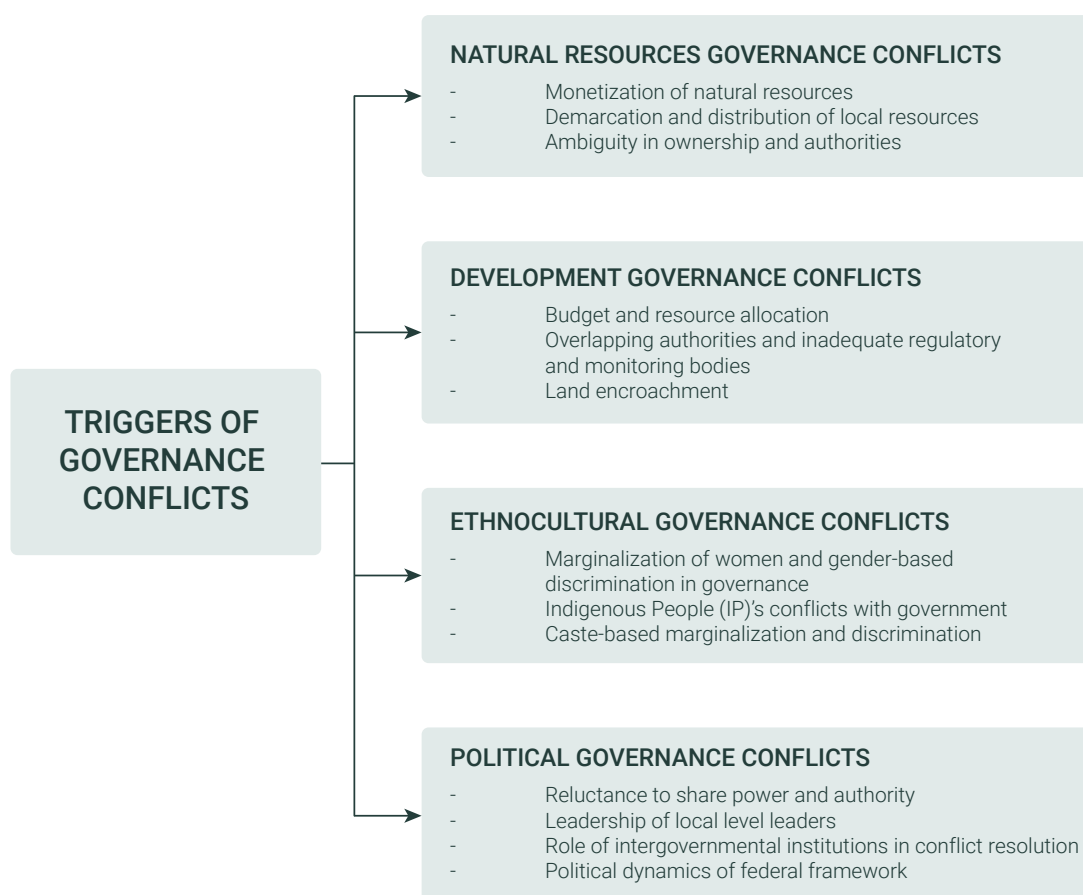 NATURAL RESOURCES GOVERNANCE CONFLICTS
- Monetization of natural resources
- Demarcation and distribution of local resources
- Ambiguity in ownership and authorities
DEVELOPMENT GOVERNANCE CONFLICTS
- Budget and resource allocation
- Overlapping authorities and inadequate regulatory
and monitoring bodies
- Land encroachment
TRIGGERS OF
GOVERNANCE
CONFLICTS
ETHNOCULTURAL GOVERNANCE CONFLICTS
- Marginalization of women and gender-based
discrimination in governance
- Indigenous People (IP)'s conflicts with government
- Caste-based marginalization and discrimination
POLITICAL GOVERNANCE CONFLICTS
- Reluctance to share power and authority
- Leadership of local level leaders
- Role of intergovernmental institutions in conflict resolution
- Political dynamics of federal framework